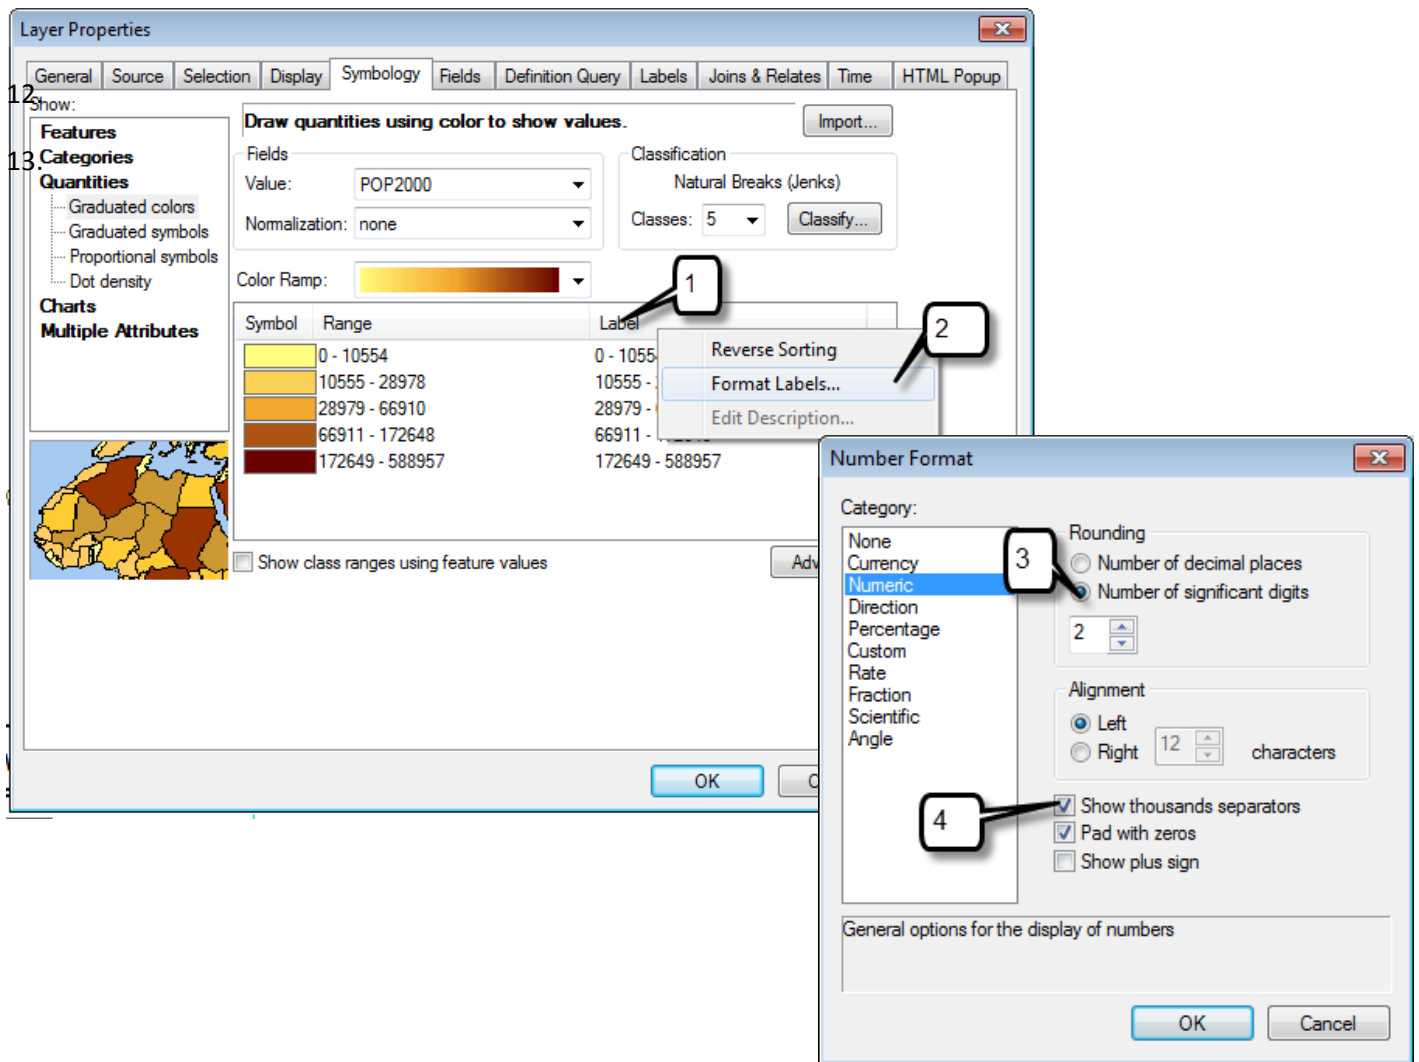 Layer Properties
General Source Selection Display Symbology Fields Definition Query Labels Joins & Relates Time HTML Popup
12.
Show:
Features
13.
Categories
Quantities
Graduated colors
Graduated symbols
Proportional symbols
Dot density
Charts
Multiple Attributes
Draw quantities using color to show values.
Import...
Fields
Value: POP2000
Normalization: none
Classification
Natural Breaks (Jenks)
Classes: 5 Classify...
Color Ramp:
1
Symbol Range Label
0 - 10554 0 - 1055
10555 - 28978 10555 -
28979 - 66910 28979 -
66911 - 172648 66911 -
172649 - 588957 172649 - 588957
2
Reverse Sorting
Format Labels...
Edit Description...
Show class ranges using feature values
Adv
OK C
Number Format
Category:
None
Currency
Numeric
Direction
Percentage
Custom
Rate
Fraction
Scientific
Angle
3
Rounding
Number of decimal places
Number of significant digits
2
Alignment
Left
Right 12 characters
4
Show thousands separators
Pad with zeros
Show plus sign
General options for the display of numbers
OK Cancel